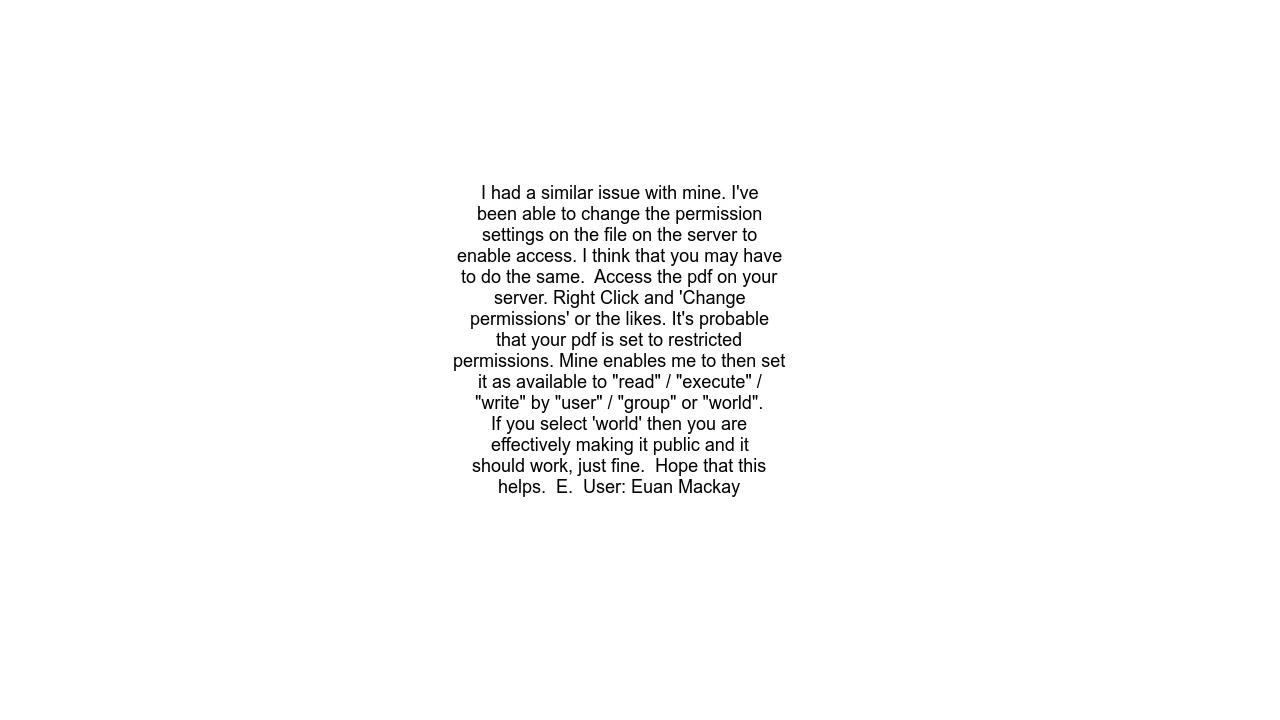 I had a similar issue with mine. I've
been able to change the permission
settings on the file on the server to
enable access. I think that you may have
to do the same.  Access the pdf on your
server. Right Click and 'Change
permissions' or the likes. It's probable
that your pdf is set to restricted
permissions. Mine enables me to then set
it as available to "read" / "execute" /
"write" by "user" / "group" or "world".
If you select 'world' then you are
effectively making it public and it
should work, just fine.  Hope that this
helps.  E.  User: Euan Mackay